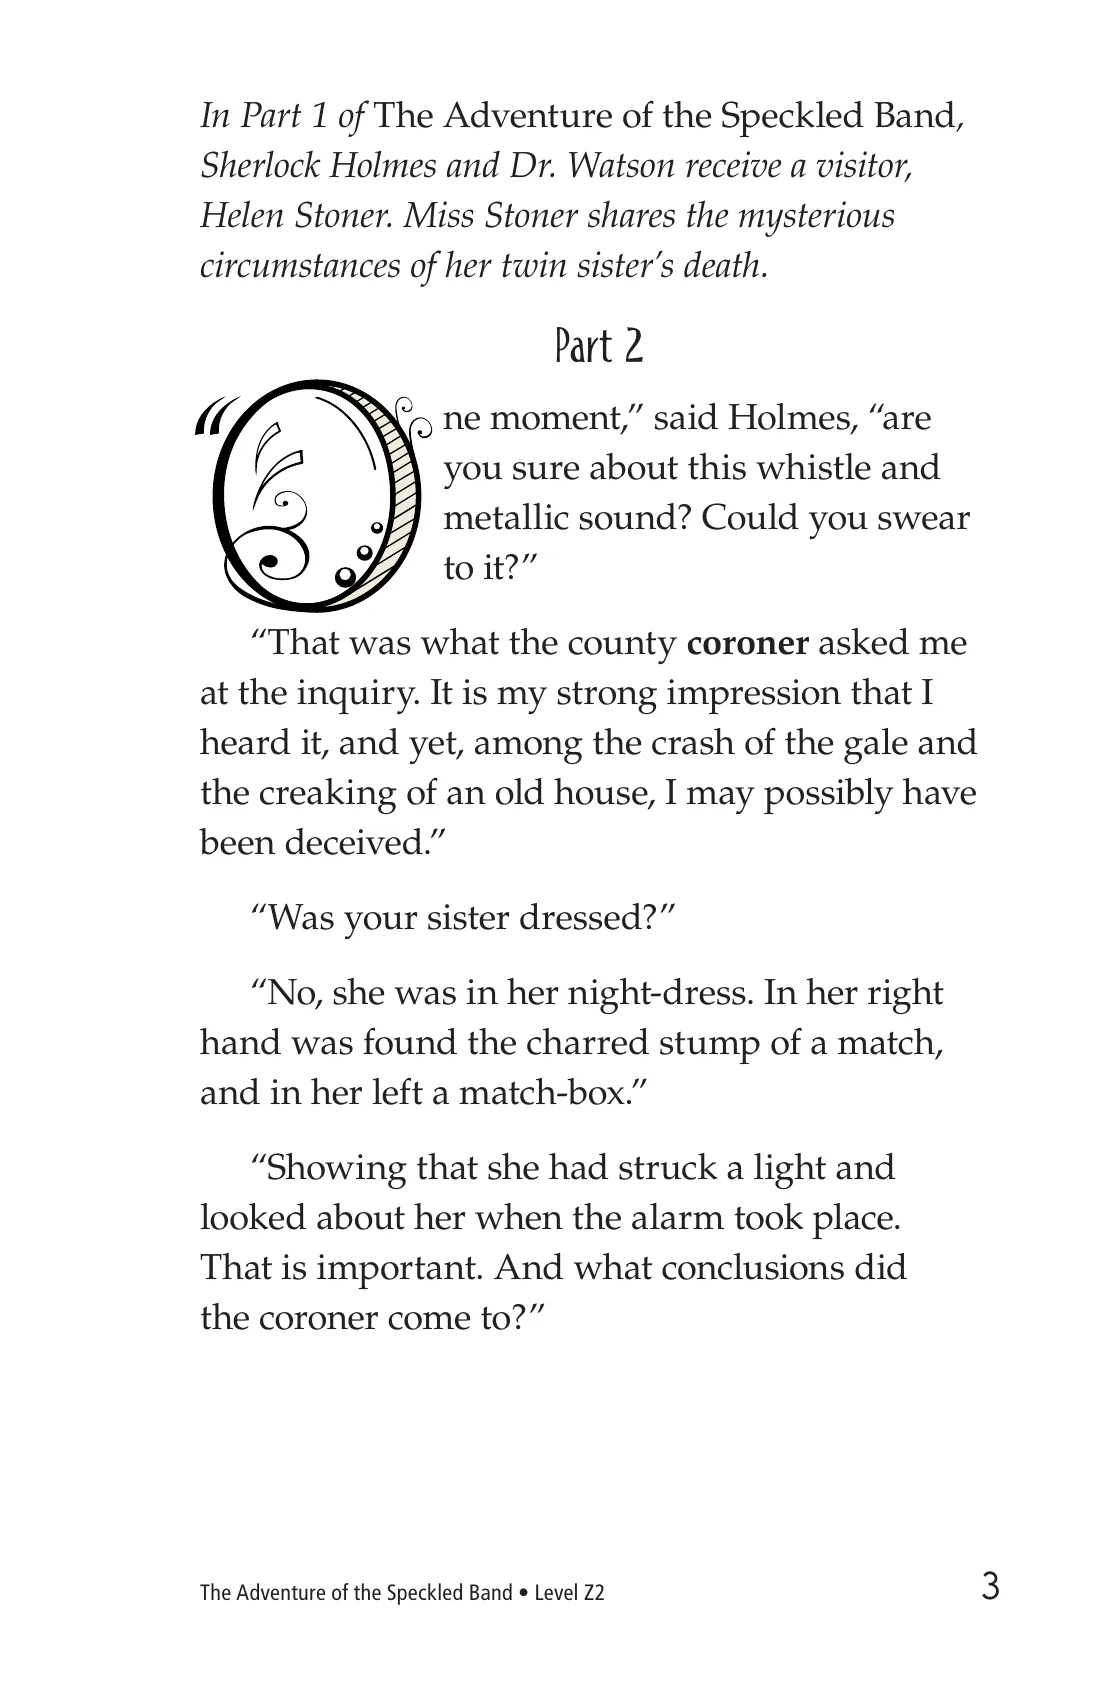 In Part 1 of The Adventure of the Speckled Band,
Sherlock Holmes and Dr. Watson receive a visitor,
Helen Stoner. Miss Stoner shares the mysterious
circumstances of her twin sister’s death.
Part 2
“One moment,” said Holmes, “are
you sure about this whistle and
metallic sound? Could you swear
to it?”
“That was what the county coroner asked me
at the inquiry. It is my strong impression that I
heard it, and yet, among the crash of the gale and
the creaking of an old house, I may possibly have
been deceived.”
“Was your sister dressed?”
“No, she was in her night-dress. In her right
hand was found the charred stump of a match,
and in her left a match-box.”
“Showing that she had struck a light and
looked about her when the alarm took place.
That is important. And what conclusions did
the coroner come to?”
The Adventure of the Speckled Band • Level Z2
3